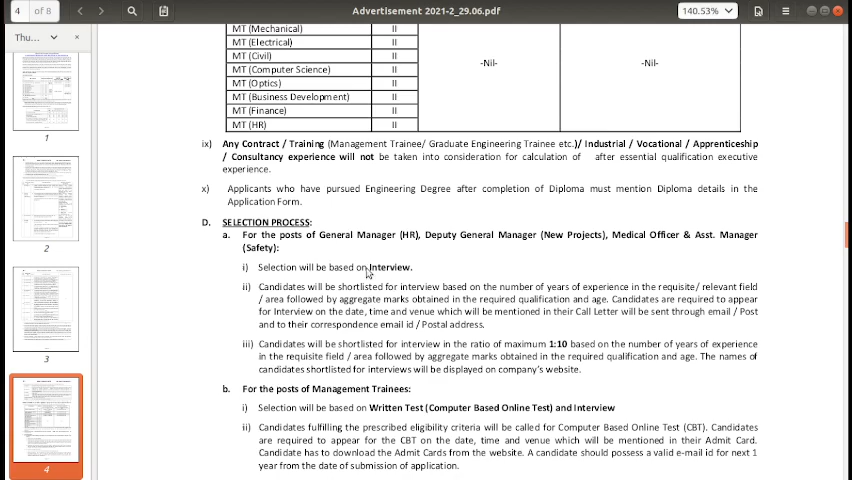 4 of 8
Advertisement 2021-2_29.06.pdf
140.53%
Thu...
1
2
3
4
MT (Mechanical) II
MT (Electrical) II
MT (Civil) II
MT (Computer Science) II
MT (Optics) II
MT (Business Development) II
MT (Finance) II
MT (HR) II
-Nil- -Nil-
ix) Any Contract / Training (Management Trainee/ Graduate Engineering Trainee etc.)/ Industrial / Vocational / Apprenticeship
/ Consultancy experience will not be taken into consideration for calculation of after essential qualification executive
experience.
x) Applicants who have pursued Engineering Degree after completion of Diploma must mention Diploma details in the
Application Form.
D. SELECTION PROCESS:
a. For the posts of General Manager (HR), Deputy General Manager (New Projects), Medical Officer & Asst. Manager
(Safety):
i) Selection will be based on Interview.
ii) Candidates will be shortlisted for interview based on the number of years of experience in the requisite/ relevant field
/ area followed by aggregate marks obtained in the required qualification and age. Candidates are required to appear
for Interview on the date, time and venue which will be mentioned in their Call Letter will be sent through email / Post
and to their correspondence email id / Postal address.
iii) Candidates will be shortlisted for interview in the ratio of maximum 1:10 based on the number of years of experience
in the requisite field / area followed by aggregate marks obtained in the required qualification and age. The names of
candidates shortlisted for interviews will be displayed on company's website.
b. For the posts of Management Trainees:
i) Selection will be based on Written Test (Computer Based Online Test) and Interview
ii) Candidates fulfilling the prescribed eligibility criteria will be called for Computer Based Online Test (CBT). Candidates
are required to appear for the CBT on the date, time and venue which will be mentioned in their Admit Card.
Candidate has to download the Admit Cards from the website. A candidate should possess a valid e-mail id for next 1
year from the date of submission of application.